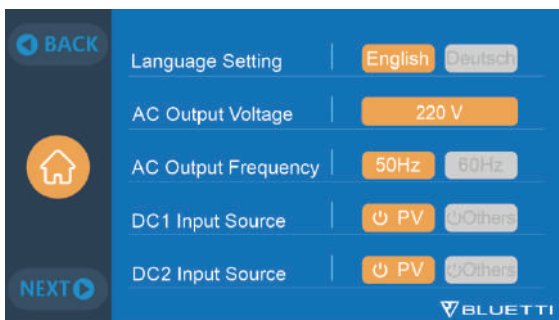 BACK
Language Setting English Deutsch
AC Output Voltage 220 V
AC Output Frequency 50Hz 60Hz
DC1 Input Source PV Others
DC2 Input Source PV Others
NEXT
BLUETTI